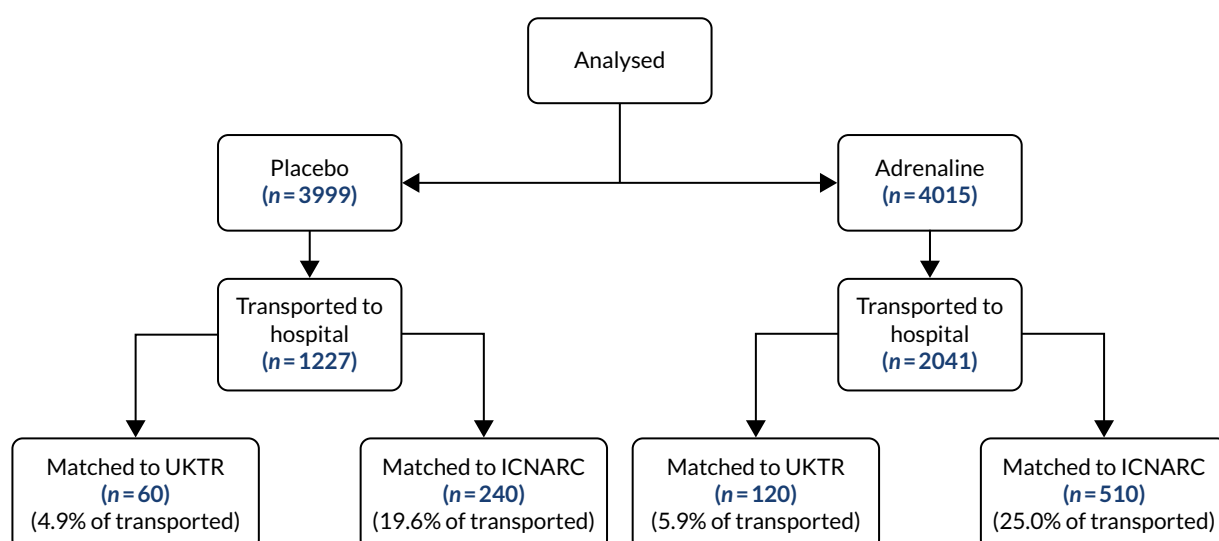 Analysed
Placebo
(n=3999)
Adrenaline
(n=4015)
Transported to
hospital
(n=1227)
Transported to
hospital
(n=2041)
Matched to UKTR
(n=60)
(4.9% of transported)
Matched to ICNARC
(n=240)
(19.6% of transported)
Matched to UKTR
(n=120)
(5.9% of transported)
Matched to ICNARC
(n=510)
(25.0% of transported)